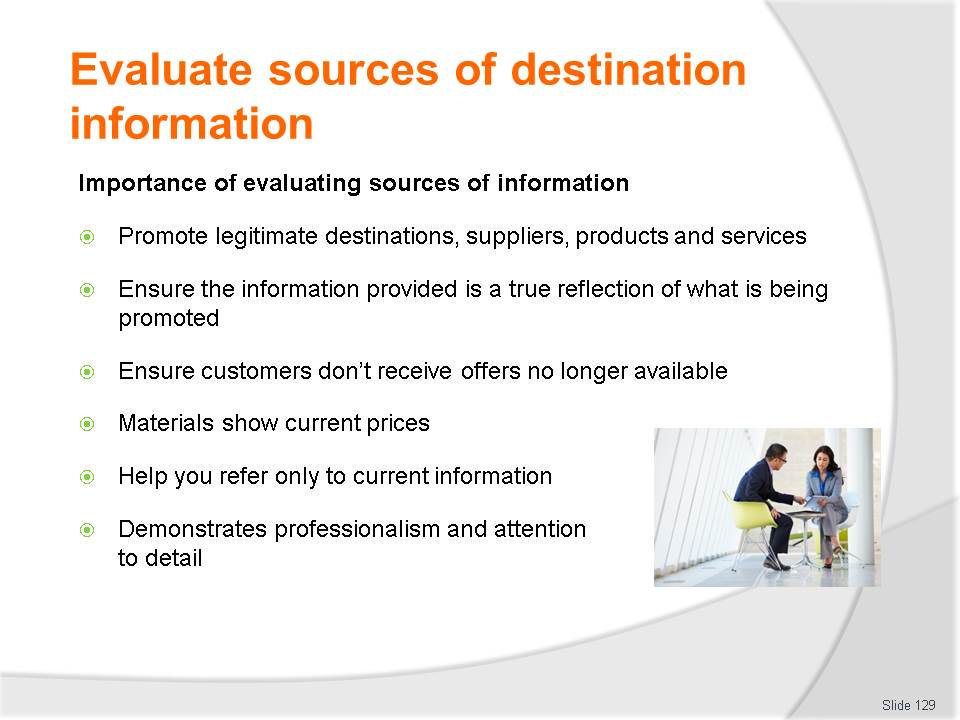 Evaluate sources of destination
information
Importance of evaluating sources of information
Promote legitimate destinations, suppliers, products and services
Ensure the information provided is a true reflection of what is being
promoted
Ensure customers don’t receive offers no longer available
Materials show current prices
Help you refer only to current information
Demonstrates professionalism and attention
to detail
Slide 129